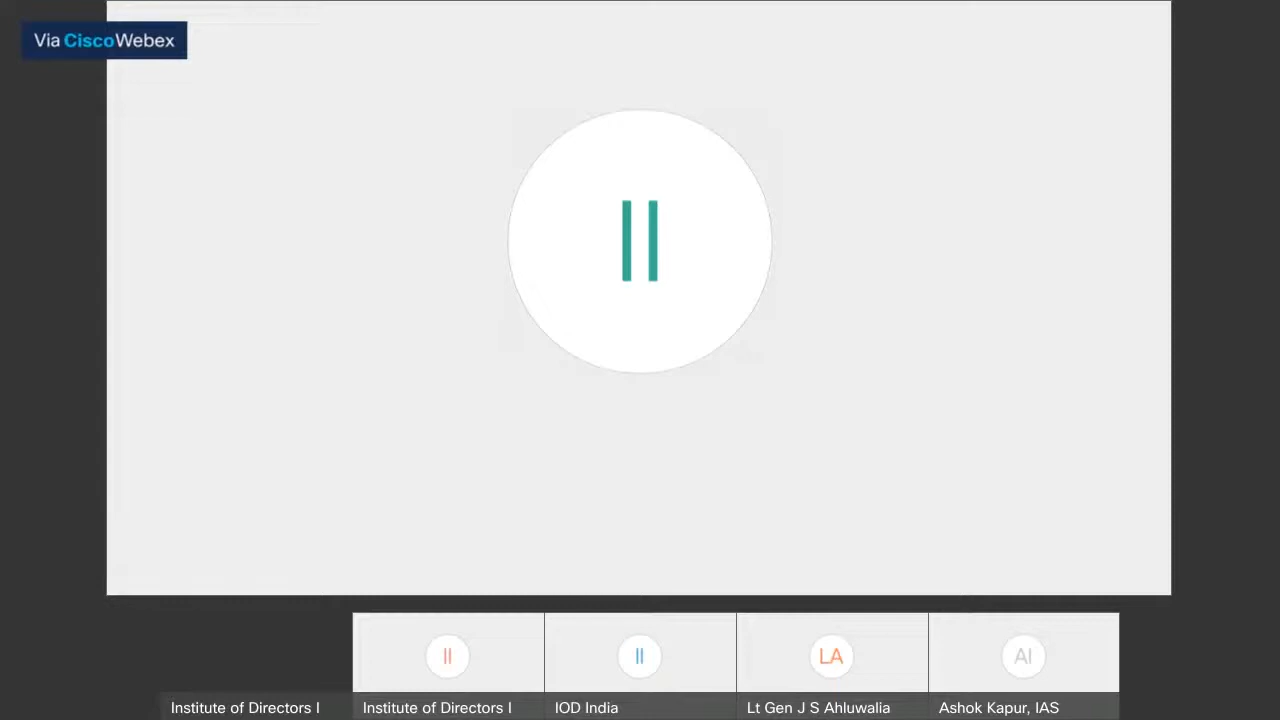 Via CiscoWebex
II
II
II
LA
AI
Institute of Directors I
Institute of Directors I
IOD India
Lt Gen J S Ahluwalia
Ashok Kapur, IAS